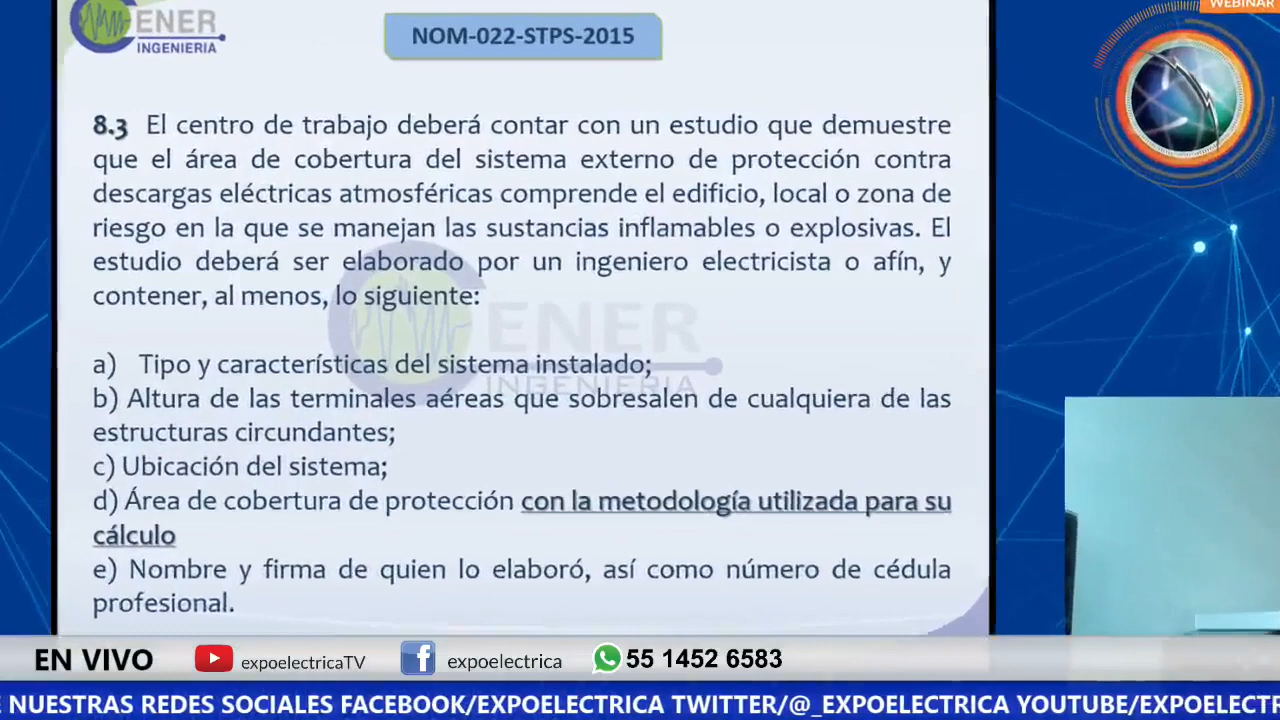 WEBINAR
ENER
INGENIERIA
NOM-022-STPS-2015
8.3 El centro de trabajo deberá contar con un estudio que demuestre
que el área de cobertura del sistema externo de protección contra
descargas eléctricas atmosféricas comprende el edificio, local o zona de
riesgo en la que se manejan las sustancias inflamables o explosivas. El
estudio deberá ser elaborado por un ingeniero electricista o afín, y
contener, al menos, lo siguiente:
ENER
INGENIERIA
a) Tipo y características del sistema instalado;
b) Altura de las terminales aéreas que sobresalen de cualquiera de las
estructuras circundantes;
c) Ubicación del sistema;
d) Área de cobertura de protección con la metodología utilizada para su
cálculo
e) Nombre y firma de quien lo elaboró, así como número de cédula
profesional.
EN VIVO expoelectricaTV expoelectrica 55 1452 6583
E NUESTRAS REDES SOCIALES FACEBOOK/EXPOELECTRICA TWITTER/@_EXPOELECTRICA YOUTUBE/EXPOELECTR